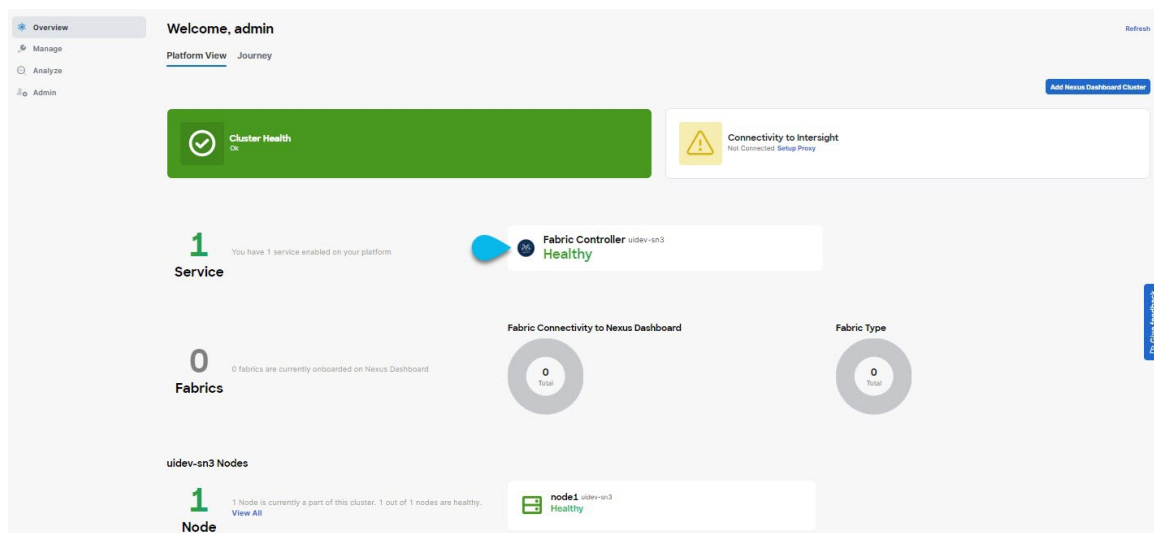 Overview
Manage
Analyze
Admin
Welcome, admin
Refresh
Platform View Journey
Add Nexus Dashboard Cluster
Cluster Health
Ok
Connectivity to Intersight
Not Connected Setup Proxy
1
Service
You have 1 service enabled on your platform
Fabric Controller uidev-sn3
Healthy
0
Fabrics
0 fabrics are currently onboarded on Nexus Dashboard
Fabric Connectivity to Nexus Dashboard
0
Total
Fabric Type
0
Total
Give feedback
uidev-sn3 Nodes
1
Node
1 Node is currently a part of this cluster. 1 out of 1 nodes are healthy.
View All
node1 uidev-sn3
Healthy